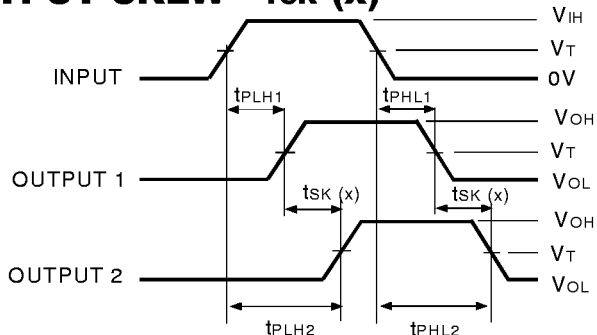 SKEW - tSK (x)
VIH
VT
INPUT
0V
tPLH1
tPHL1
VOH
VT
OUTPUT 1
VOL
tSK (x)
tSK (x)
VOH
VT
OUTPUT 2
VOL
tPLH2
tPHL2